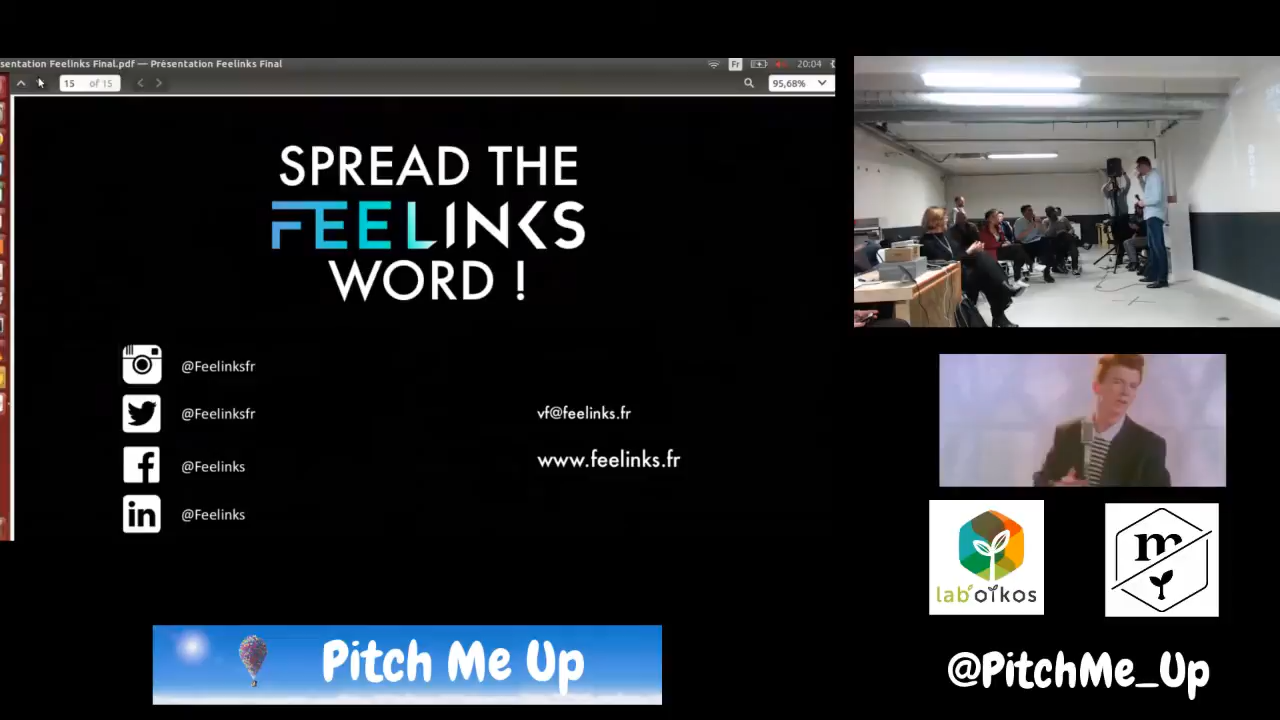 sentation Feelinks Final.pdf — Présentation Feelinks Final
Fr
20:04
15 of 15
95,68%
SPREAD THE
FEELINKS
WORD !
@Feelinksfr
@Feelinksfr
vf@feelinks.fr
www.feelinks.fr
@Feelinks
in
@Feelinks
lab'oïkos
m
Pitch Me Up
@PitchMe_Up